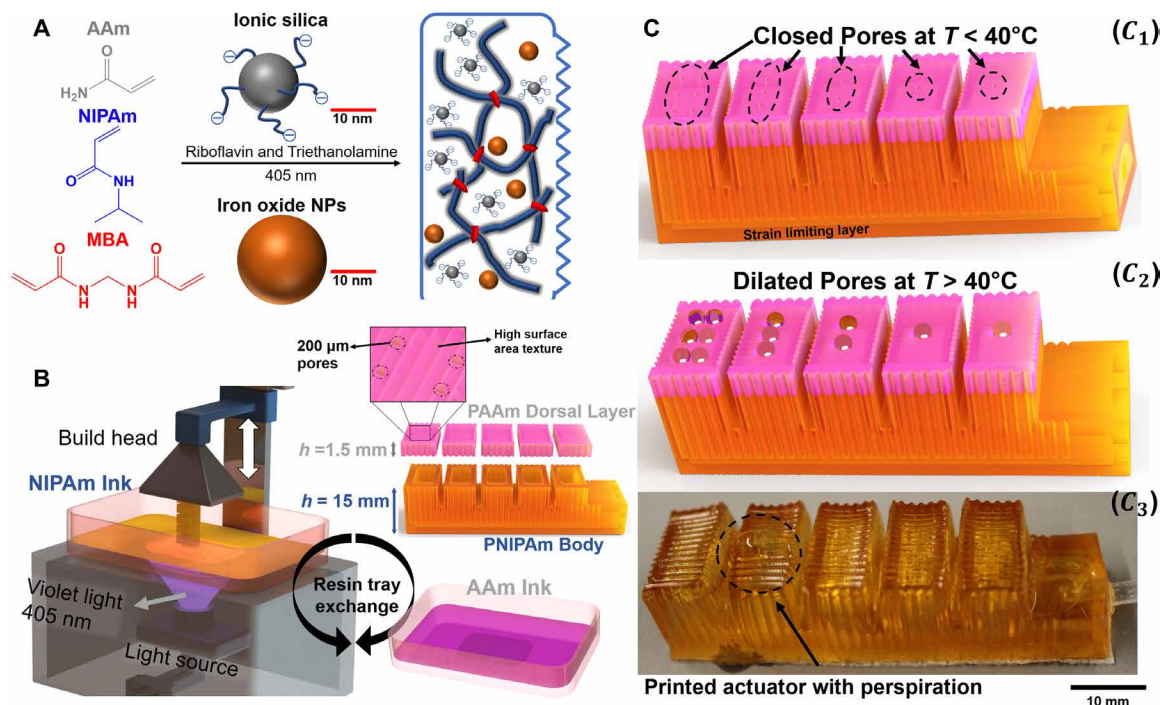 A
AAm
O
H₂N
NIPAm
O
NH
MBA
O
O
N
H
N
H
Ionic silica
10 nm
Riboflavin and Triethanolamine
405 nm
Iron oxide NPs
10 nm
B
Build head
NIPAm Ink
Violet light
405 nm
Light source
200 μm
pores
High surface
area texture
PAAm Dorsal Layer
h =1.5 mm
h = 15 mm
PNIPAm Body
Resin tray
exchange
AAm Ink
C
Closed Pores at T < 40°C
(C₁)
Strain limiting layer
Dilated Pores at T > 40°C
(C₂)
(C₃)
Printed actuator with perspiration
10 mm